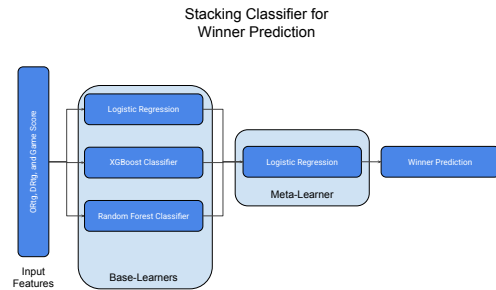 Stacking Classifier for
Winner Prediction
ORtg, DRtg, and Game Score
Input
Features
Logistic Regression
XGBoost Classifier
Random Forest Classifier
Base-Learners
Logistic Regression
Meta-Learner
Winner Prediction